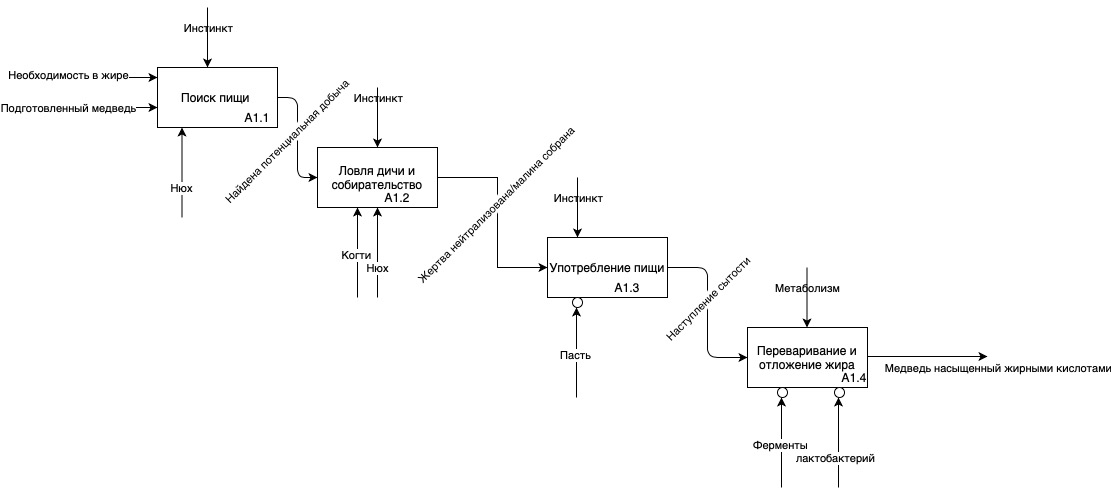 Инстинкт
Необходимость в жире
Подготовленный медведь
Поиск пищи
A1.1
Нюх
Найдена потенциальная добыча
Инстинкт
Ловля дичи и
собирательство
A1.2
Когти
Нюх
Жертва нейтрализована/малина собрана
Инстинкт
Употребление пищи
A1.3
Пасть
Наступление сытости
Метаболизм
Переваривание и
отложение жира
A1.4
Медведь насыщенный жирными кислотами
Ферменты
лактобактерий